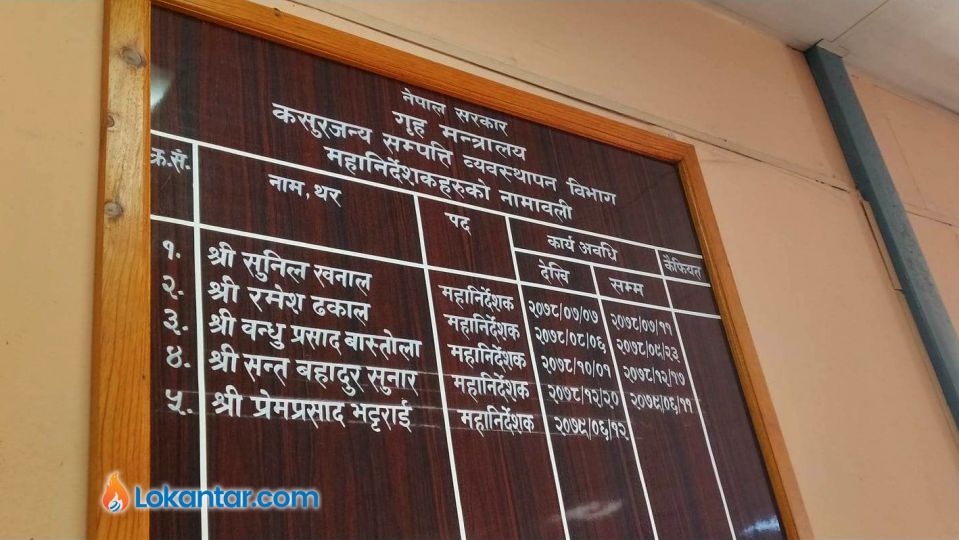 नेपाल सरकार
गृह मन्त्रालय
कसुरजन्य सम्पत्ति व्यवस्थापन विभाग
महानिर्देशकहरुको नामावली
क्र.सं. नाम, थर पद कार्य अवधि कैफियत
देखि सम्म
१. श्री सुनिल खनाल महानिर्देशक २०७८/०७/०७ २०७८/०७/११
२. श्री रमेश ढकाल महानिर्देशक २०७८/०८/०६ २०७८/०९/२३
३. श्री वन्धु प्रसाद बास्तोला महानिर्देशक २०७८/१०/०१ २०७८/१२/१७
४. श्री सन्त बहादुर सुनार महानिर्देशक २०७८/१२/२० २०७९/०६/११
५. श्री प्रेमप्रसाद भट्टराई महानिर्देशक २०७९/०६/१२
Lokantar.com